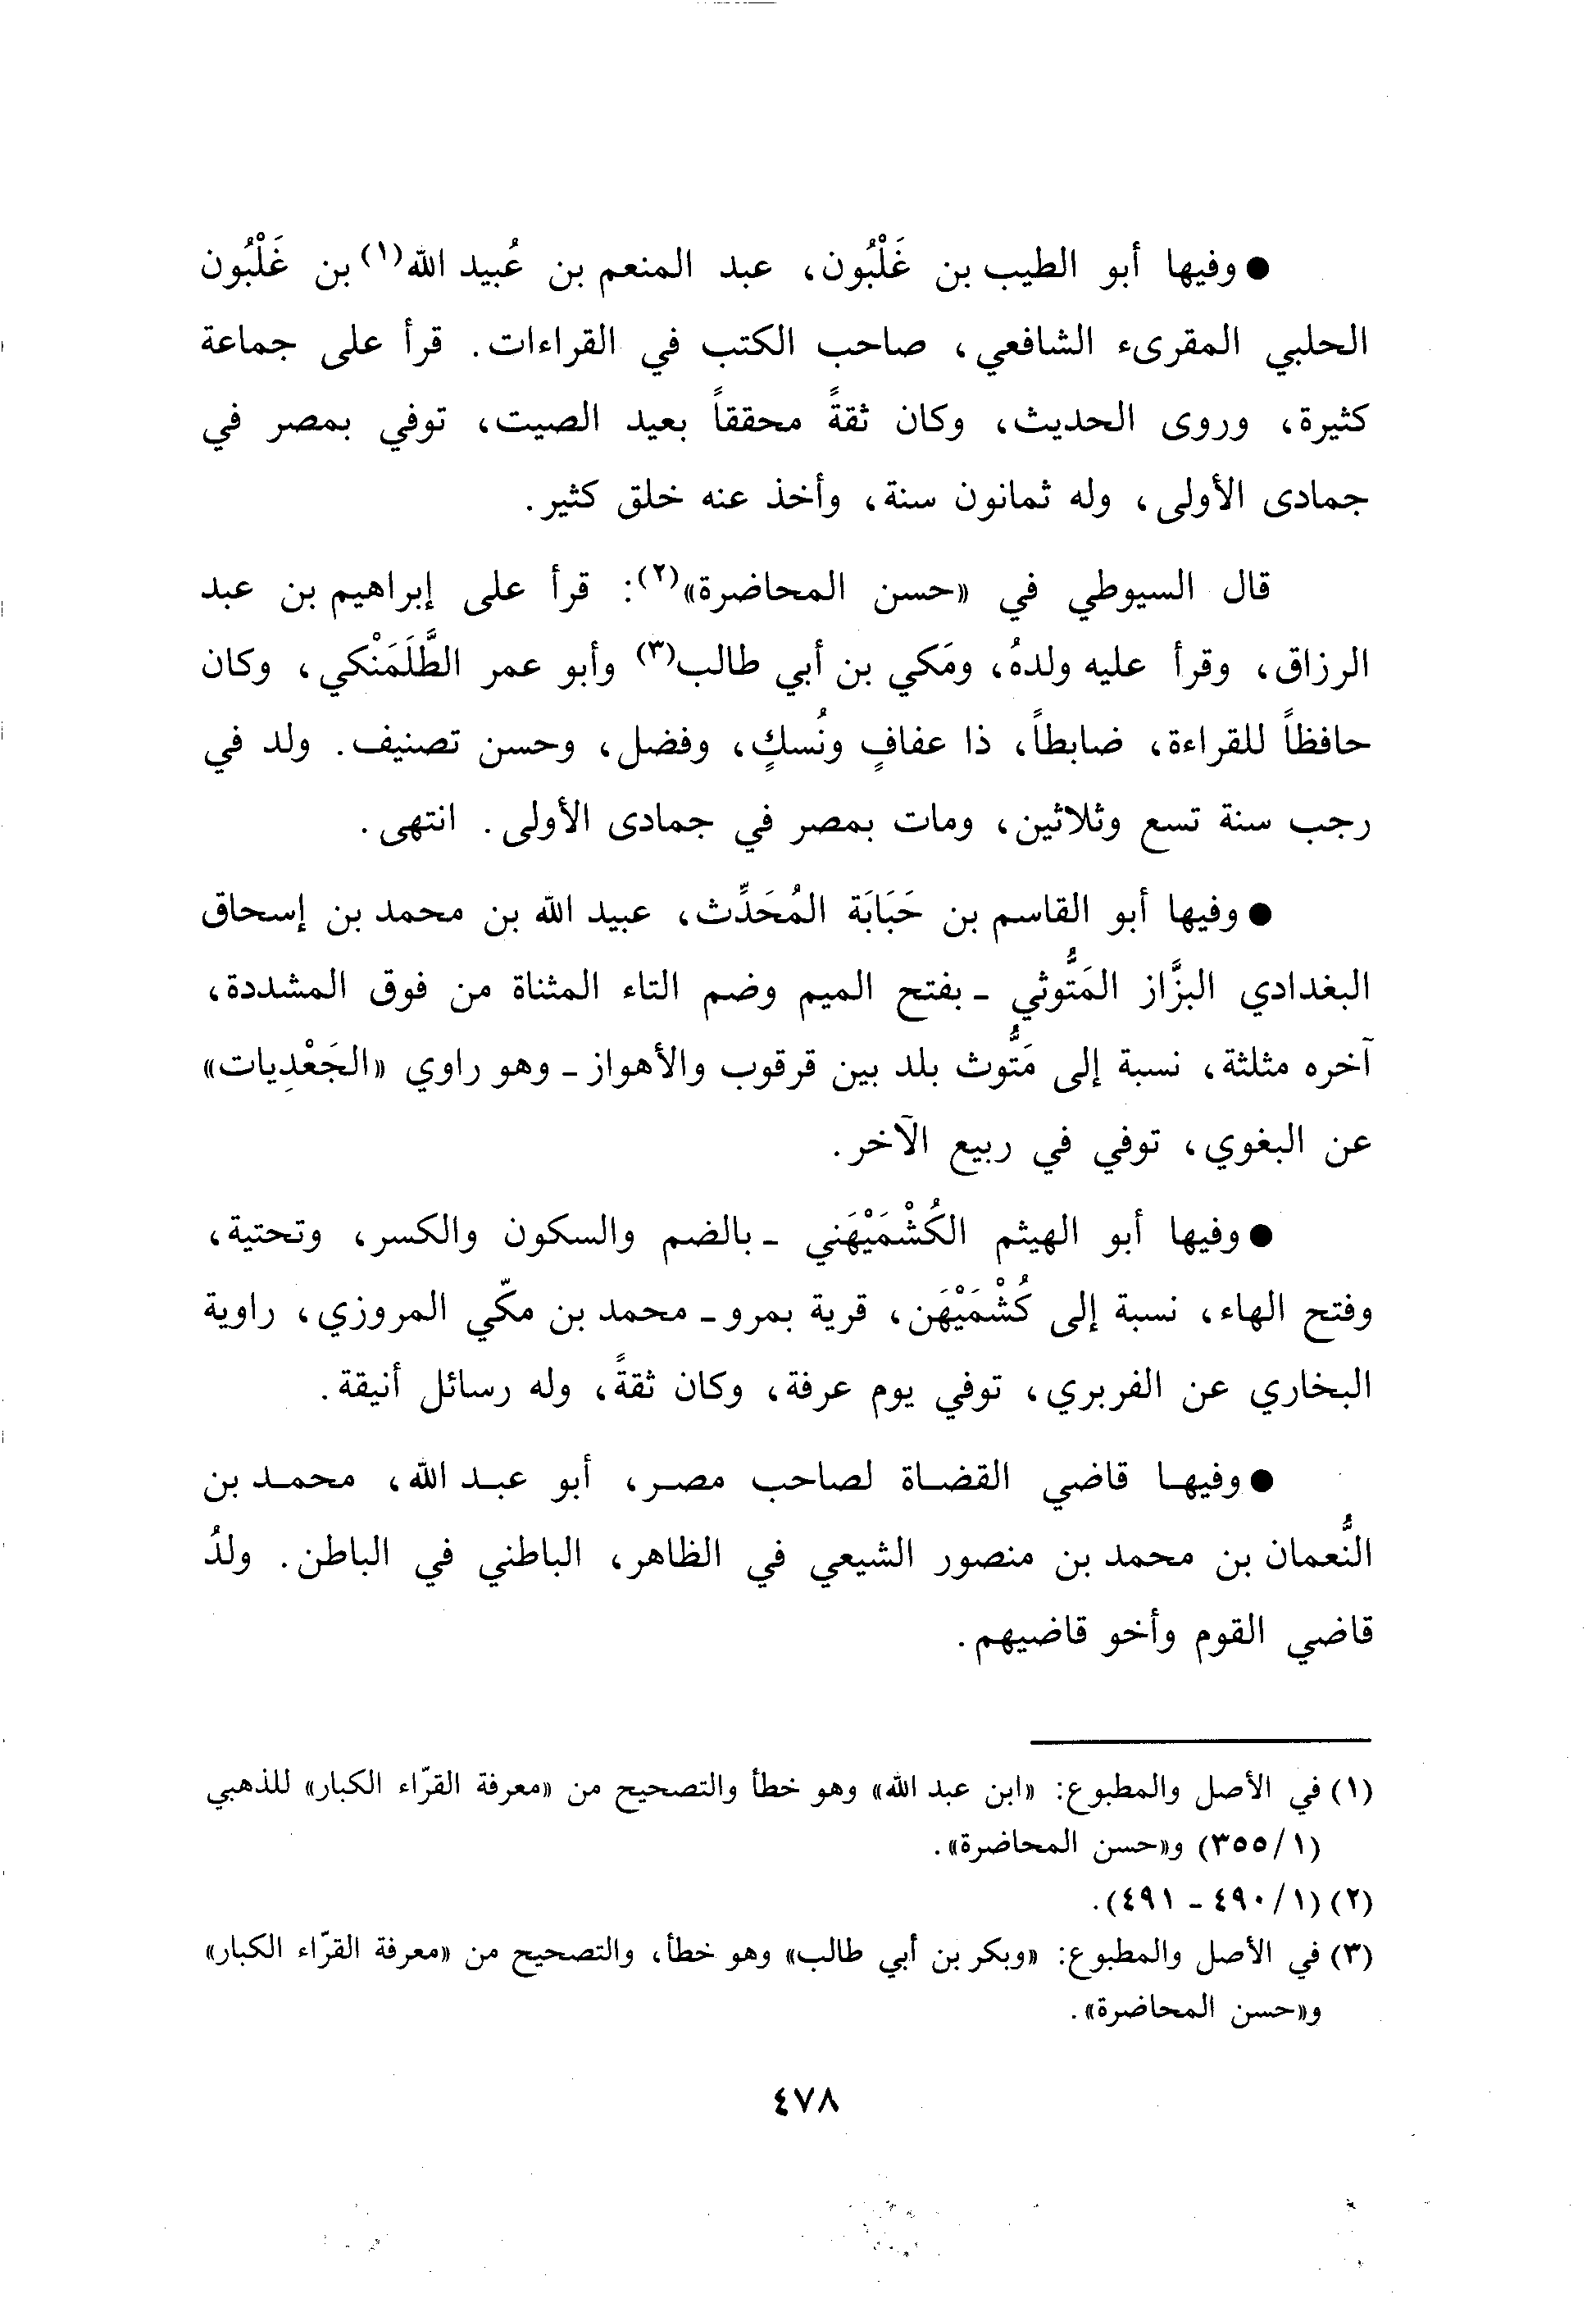 ● وفيها أبو الطيب بن غَلْبُون، عبد المنعم بن عُبيد الله(١) بن غَلْبُون
الحلبي المقرىء الشافعي، صاحب الكتب في القراءات. قرأ على جماعة
كثيرة، وروى الحديث، وكان ثقةً محققاً بعيد الصيت، توفي بمصر في
جمادى الأولى، وله ثمانون سنة، وأخذ عنه خلق كثير.
قال السيوطي في «حسن المحاضرة»(٢): قرأ على إبراهيم بن عبد
الرزاق، وقرأ عليه ولدهُ، ومَكي بن أبي طالب(٣) وأبو عمر الطَّلَمَنْكي، وكان
حافظاً للقراءة، ضابطاً، ذا عفافٍ ونُسكٍ، وفضل، وحسن تصنيف. ولد في
رجب سنة تسع وثلاثين، ومات بمصر في جمادى الأولى. انتهى.
● وفيها أبو القاسم بن حَبَابَة المُحَدِّث، عبيد الله بن محمد بن إسحاق
البغدادي البزَّاز المَتُّوثي ـ بفتح الميم وضم التاء المثناة من فوق المشددة،
آخره مثلثة، نسبة إلى مَتُّوث بلد بين قرقوب والأهواز ـ وهو راوي «الجَعْدِيات»
عن البغوي، توفي في ربيع الآخر.
● وفيها أبو الهيثم الكُشْمَيْهَني ـ بالضم والسكون والكسر، وتحتية،
وفتح الهاء، نسبة إلى كُشْمَيْهَن، قرية بمرو ـ محمد بن مكّي المروزي، راوية
البخاري عن الفربري، توفي يوم عرفة، وكان ثقةً، وله رسائل أنيقة.
● وفيها قاضي القضاة لصاحب مصر، أبو عبد الله، محمد بن
النُّعمان بن محمد بن منصور الشيعي في الظاهر، الباطني في الباطن. ولدُ
قاضي القوم وأخو قاضيهم.
(١) في الأصل والمطبوع: «ابن عبد الله» وهو خطأ والتصحيح من «معرفة القرّاء الكبار» للذهبي
(١/ ٣٥٥) و«حسن المحاضرة».
(٢) (١/ ٤٩٠ - ٤٩١).
(٣) في الأصل والمطبوع: «وبكر بن أبي طالب» وهو خطأ، والتصحيح من «معرفة القرّاء الكبار»
و«حسن المحاضرة».
٤٧٨